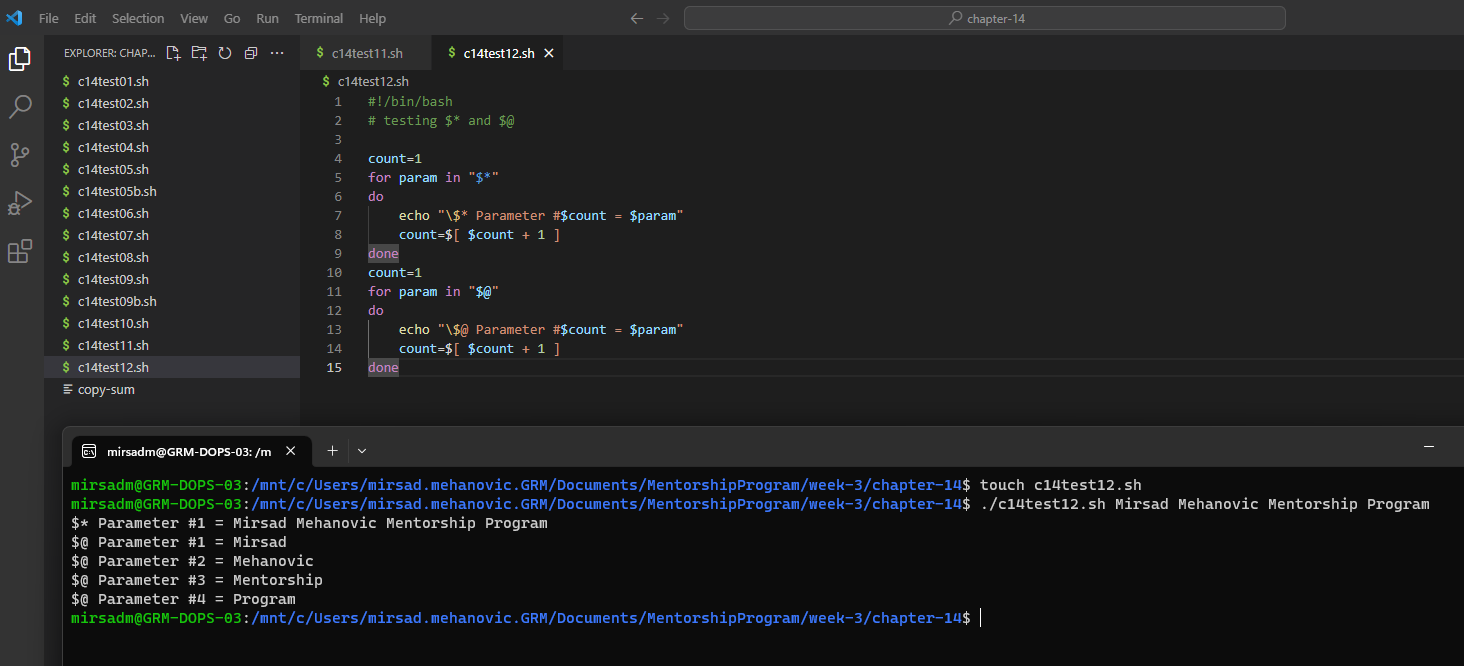 File Edit Selection View Go Run Terminal Help
chapter-14
EXPLORER: CHAP...
c14test01.sh
c14test02.sh
c14test03.sh
c14test04.sh
c14test05.sh
c14test05b.sh
c14test06.sh
c14test07.sh
c14test08.sh
c14test09.sh
c14test09b.sh
c14test10.sh
c14test11.sh
c14test12.sh
copy-sum
$ c14test11.sh $ c14test12.sh
$ c14test12.sh
1 #!/bin/bash
2 # testing $* and $@
3
4 count=1
5 for param in "$*"
6 do
7     echo "\$* Parameter #$count = $param"
8     count=$[ $count + 1 ]
9 done
10 count=1
11 for param in "$@"
12 do
13     echo "\$@ Parameter #$count = $param"
14     count=$[ $count + 1 ]
15 done
mirsadm@GRM-DOPS-03: /m
mirsadm@GRM-DOPS-03:/mnt/c/Users/mirsad.mehanovic.GRM/Documents/MentorshipProgram/week-3/chapter-14$ touch c14test12.sh
mirsadm@GRM-DOPS-03:/mnt/c/Users/mirsad.mehanovic.GRM/Documents/MentorshipProgram/week-3/chapter-14$ ./c14test12.sh Mirsad Mehanovic Mentorship Program
$* Parameter #1 = Mirsad Mehanovic Mentorship Program
$@ Parameter #1 = Mirsad
$@ Parameter #2 = Mehanovic
$@ Parameter #3 = Mentorship
$@ Parameter #4 = Program
mirsadm@GRM-DOPS-03:/mnt/c/Users/mirsad.mehanovic.GRM/Documents/MentorshipProgram/week-3/chapter-14$